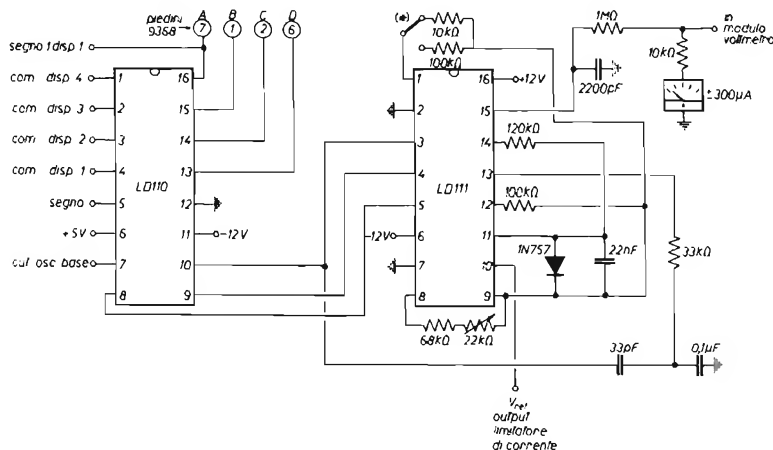 piedini
9368
A
7
B
1
C
2
D
6
segno 1 disp 1
com disp 4
com disp 3
com disp 2
com disp 1
segno
+5V
out osc base
LD110
1
2
3
4
5
6
7
8
16
15
14
13
12
11
10
9
-12V
(*)
10kΩ
100kΩ
LD111
1
2
3
4
5
6
7
8
16
15
14
13
12
11
10
9
+12V
-12V
120kΩ
100kΩ
1N757
22nF
68kΩ
22kΩ
2200pF
1MΩ
in
modulo
voltmetro
10kΩ
+
-
300µA
33kΩ
33pF
0,1µF
V ref
output
limitatore
di corrente